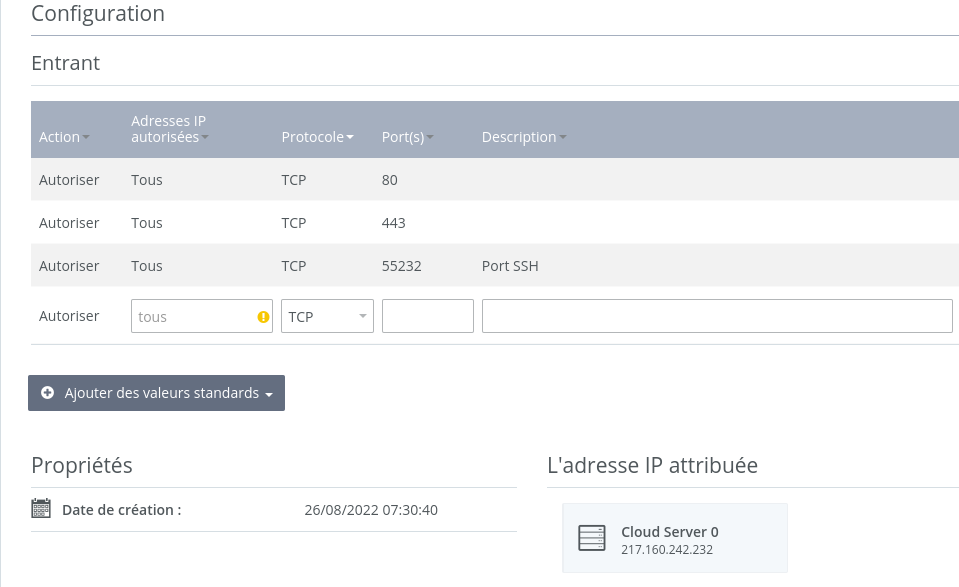 Configuration
Entrant
Action Adresses IP autorisées Protocole Port(s) Description
Autoriser Tous TCP 80
Autoriser Tous TCP 443
Autoriser Tous TCP 55232 Port SSH
Autoriser tous TCP
Ajouter des valeurs standards
Propriétés
Date de création : 26/08/2022 07:30:40
L'adresse IP attribuée
Cloud Server 0
217.160.242.232